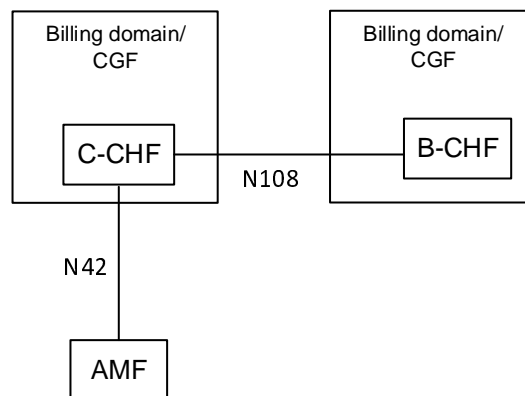 Billing domain/
CGF
C-CHF
Billing domain/
CGF
B-CHF
N108
N42
AMF